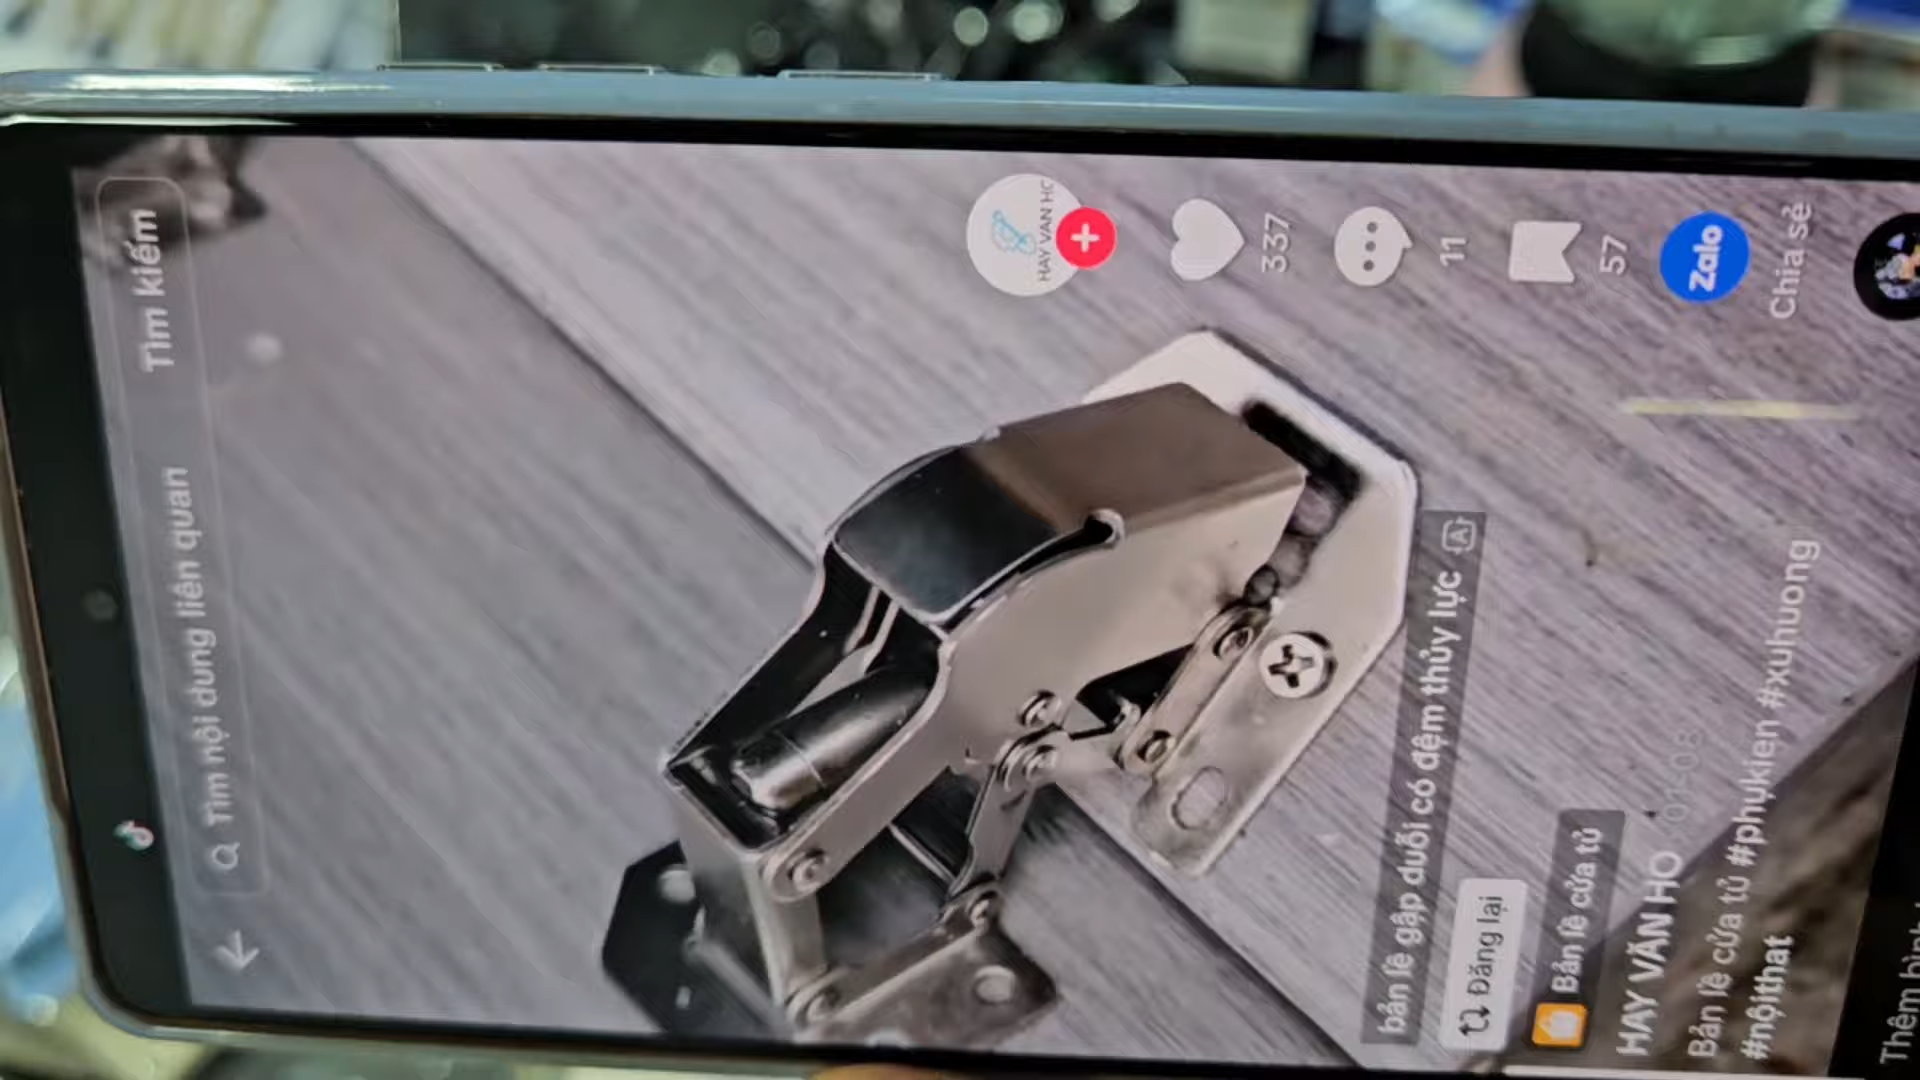 Tìm nội dung liên quan
Tìm kiếm
HAY VAN HO
337
11
57
Zalo
Chia sẻ
bản lề gập duỗi có đệm thủy lực
Đăng lại
Bản lề cửa tủ
HAY VĂN HO
Bản lề cửa tủ #phụkien #xuhuong
#nộithat